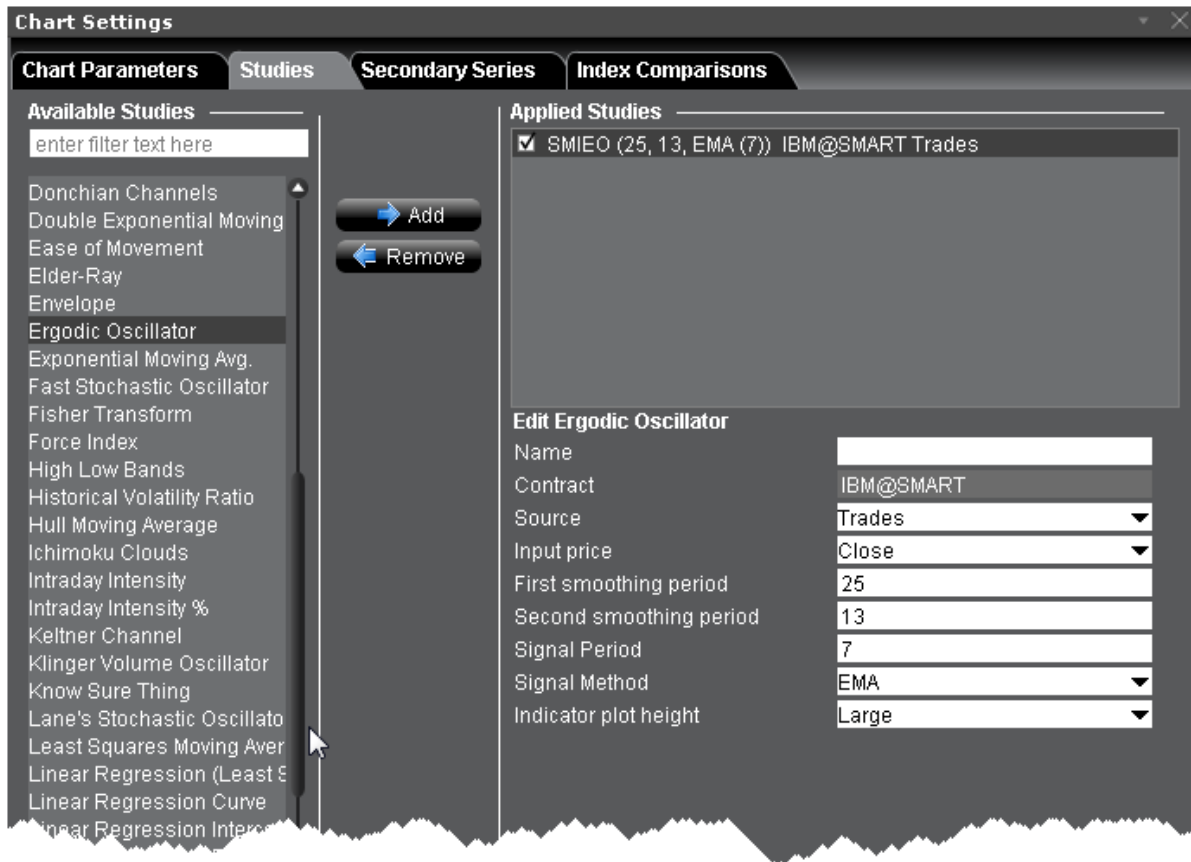 Chart Settings
Chart Parameters
Studies
Secondary Series
Index Comparisons
Available Studies
enter filter text here
Donchian Channels
Double Exponential Moving
Ease of Movement
Elder-Ray
Envelope
Ergodic Oscillator
Exponential Moving Avg.
Fast Stochastic Oscillator
Fisher Transform
Force Index
High Low Bands
Historical Volatility Ratio
Hull Moving Average
Ichimoku Clouds
Intraday Intensity
Intraday Intensity %
Keltner Channel
Klinger Volume Oscillator
Know Sure Thing
Lane's Stochastic Oscillato
Least Squares Moving Aver
Linear Regression (Least S
Linear Regression Curve
Linear Regression Interc
Add
Remove
Applied Studies
SMIEO (25, 13, EMA (7)) IBM@SMART Trades
Edit Ergodic Oscillator
Name
Contract IBM@SMART
Source Trades
Input price Close
First smoothing period 25
Second smoothing period 13
Signal Period 7
Signal Method EMA
Indicator plot height Large